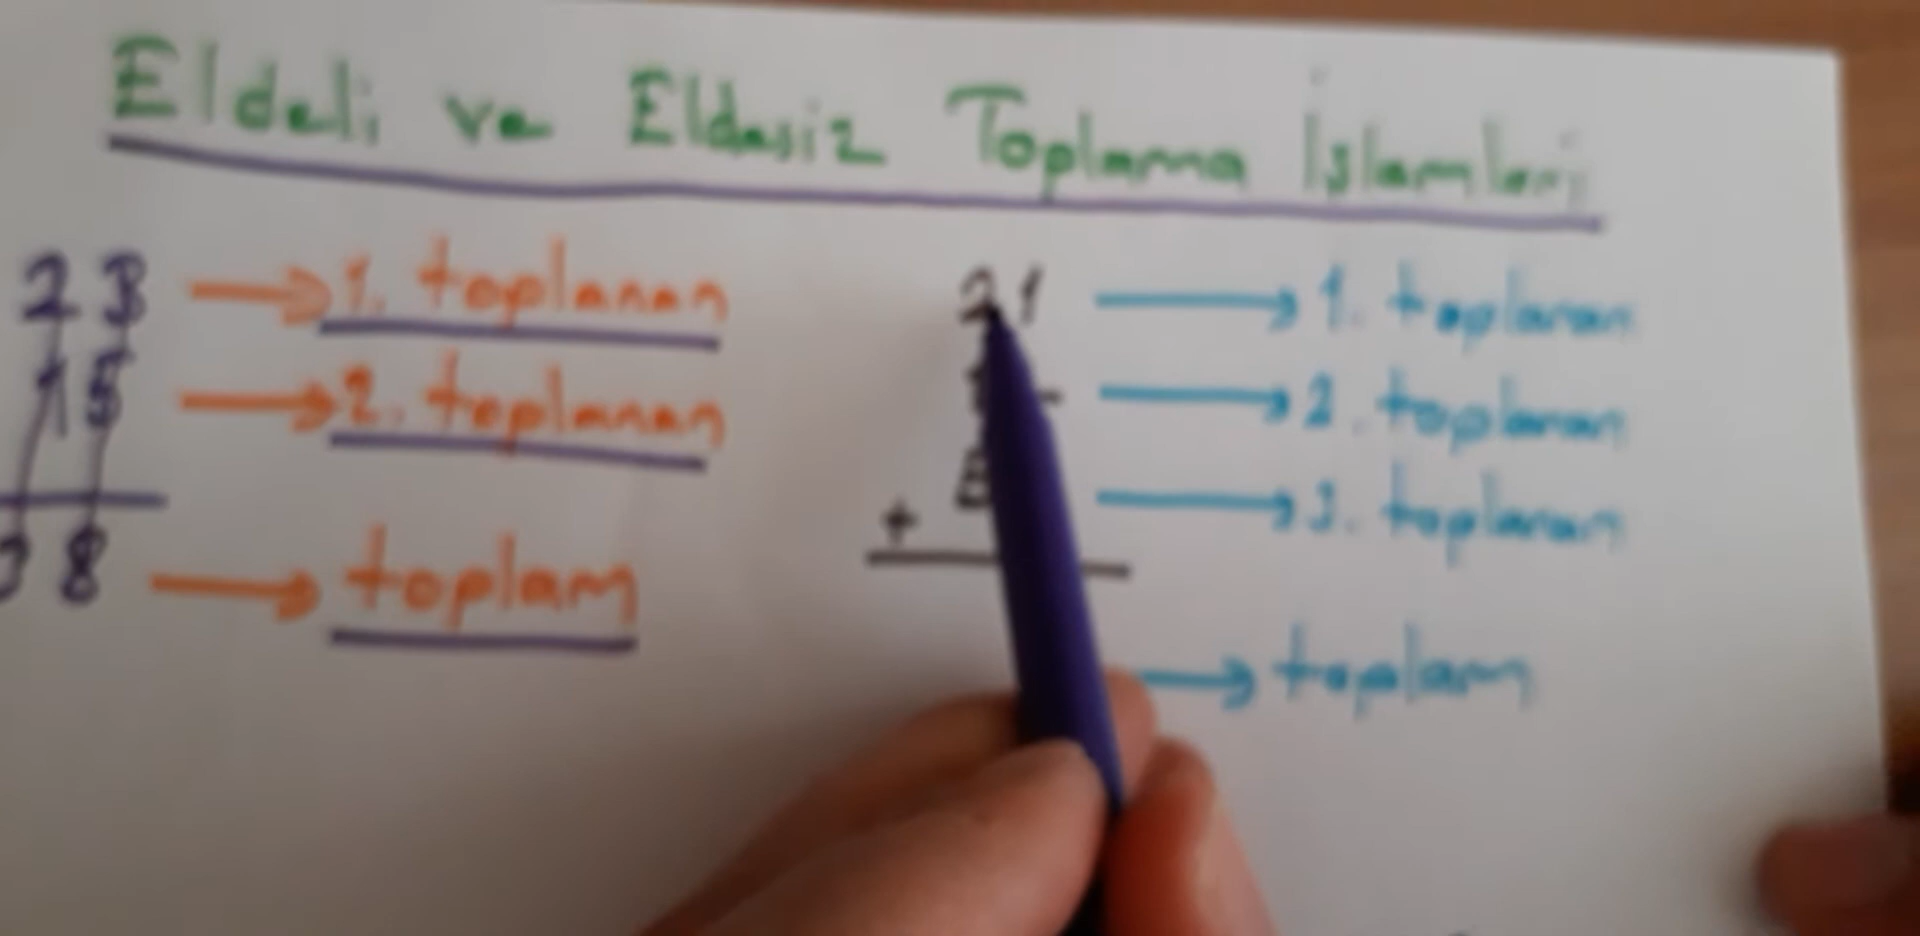 Eldeli ve Eldesiz Toplama İşlemleri
23 → 1. toplanan
15 → 2. toplanan
38 → toplam
21 → 1. toplanan
→ 2. toplanan
+ → 3. toplanan
→ toplam